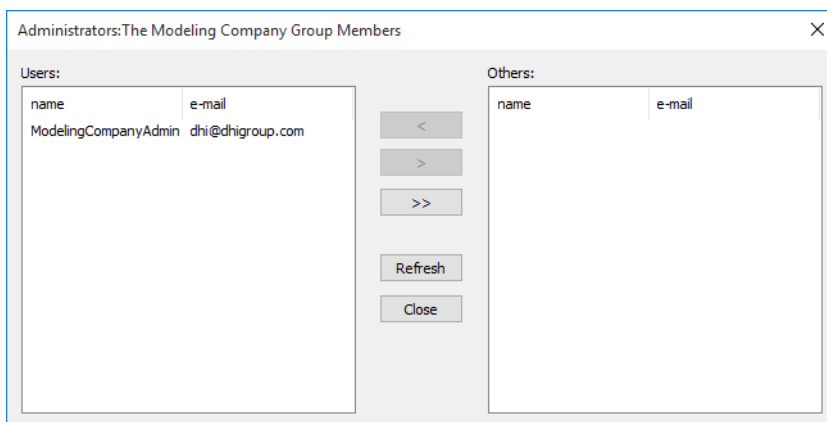 Administrators:The Modeling Company Group Members
Users:
Others:
name e-mail
name e-mail
ModelingCompanyAdmin dhi@dhigroup.com
<
>
>>
Refresh
Close